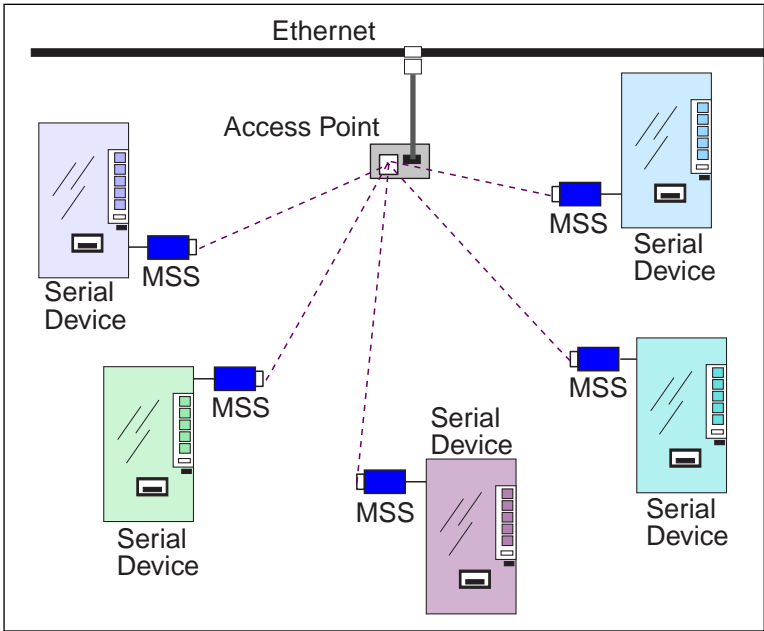 Ethernet
Access Point
MSS
Serial
Device
MSS
Serial
Device
MSS
Serial
Device
MSS
Serial
Device
MSS
Serial
Device